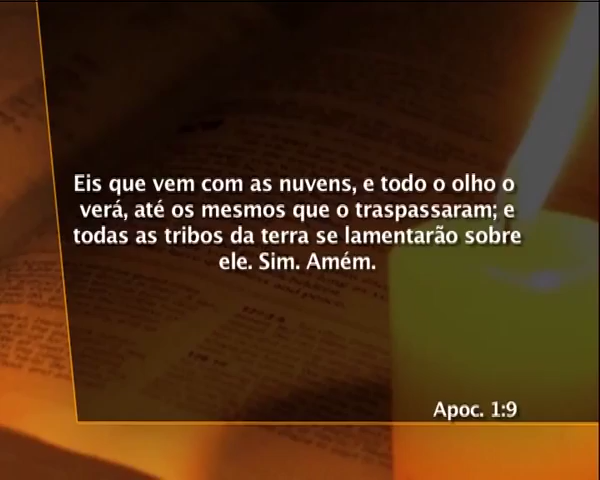 Eis que vem com as nuvens, e todo o olho o
verá, até os mesmos que o traspassaram; e
todas as tribos da terra se lamentarão sobre
ele. Sim. Amém.
Apoc. 1:9